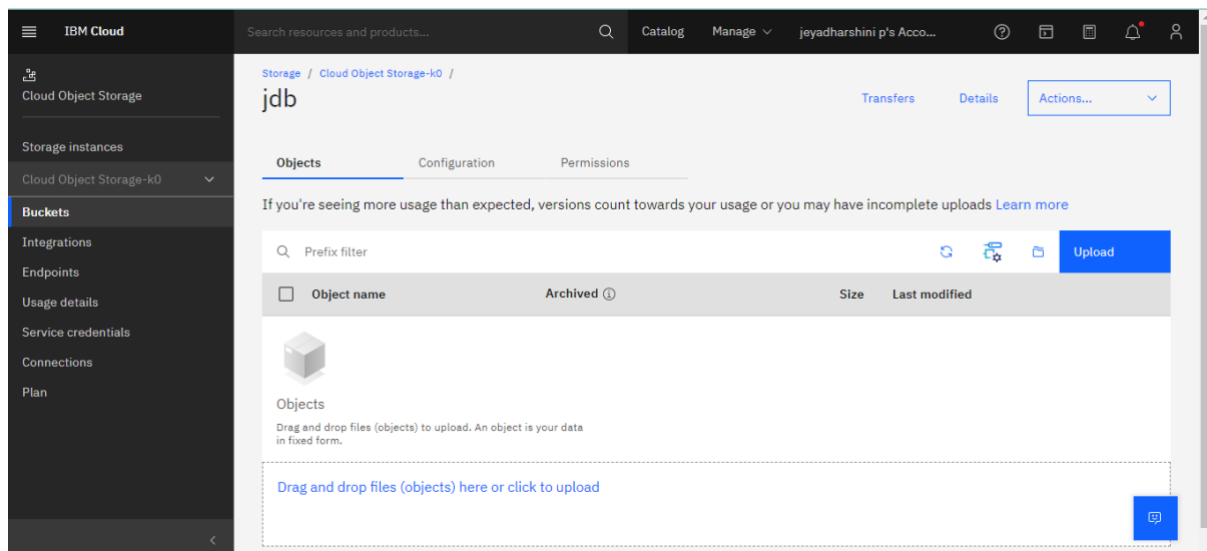 IBM Cloud
Search resources and products...
Catalog
Manage
jeyadharshini p's Acco...
Cloud Object Storage
Storage instances
Cloud Object Storage-k0
Buckets
Integrations
Endpoints
Usage details
Service credentials
Connections
Plan
Storage / Cloud Object Storage-k0 /
jdb
Transfers
Details
Actions...
Objects
Configuration
Permissions
If you're seeing more usage than expected, versions count towards your usage or you may have incomplete uploads Learn more
Prefix filter
Upload
Object name
Archived
Size
Last modified
Objects
Drag and drop files (objects) to upload. An object is your data
in fixed form.
Drag and drop files (objects) here or click to upload